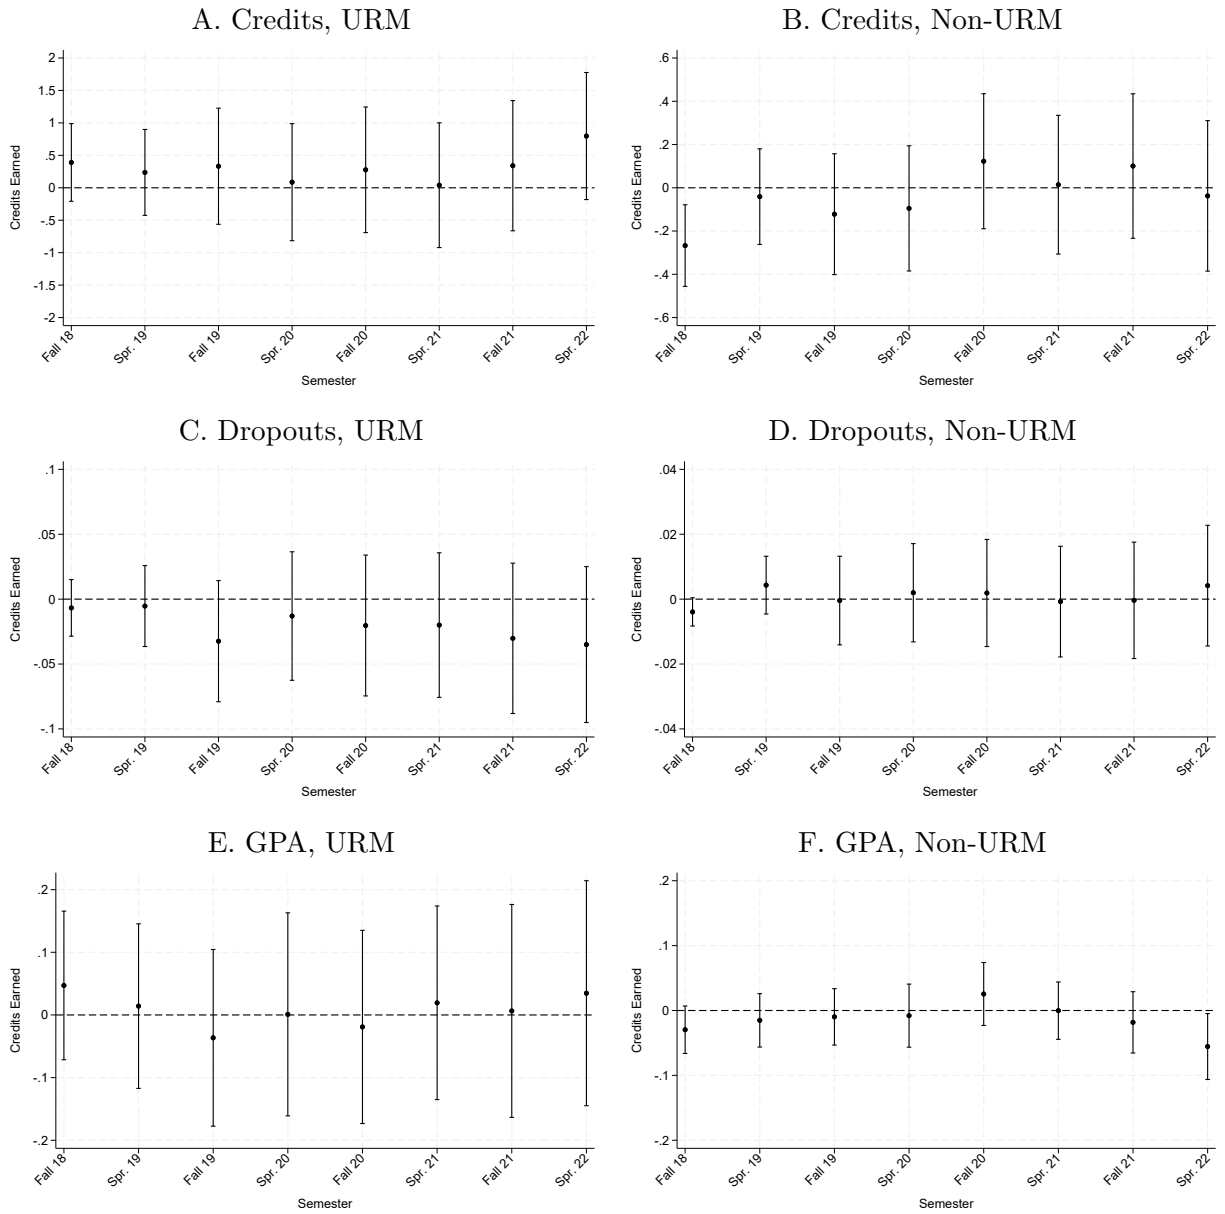 A. Credits, URM
Credits Earned
2
1.5
1
.5
0
-.5
-1
-1.5
-2
Fall 18
Spr. 19
Fall 19
Spr. 20
Fall 20
Spr. 21
Fall 21
Spr. 22
Semester
B. Credits, Non-URM
Credits Earned
.6
.4
.2
0
-.2
-.4
-.6
Fall 18
Spr. 19
Fall 19
Spr. 20
Fall 20
Spr. 21
Fall 21
Spr. 22
Semester
C. Dropouts, URM
Credits Earned
.1
.05
0
-.05
-.1
Fall 18
Spr. 19
Fall 19
Spr. 20
Fall 20
Spr. 21
Fall 21
Spr. 22
Semester
D. Dropouts, Non-URM
Credits Earned
.04
.02
0
-.02
-.04
Fall 18
Spr. 19
Fall 19
Spr. 20
Fall 20
Spr. 21
Fall 21
Spr. 22
Semester
E. GPA, URM
Credits Earned
.2
.1
0
-.1
-.2
Fall 18
Spr. 19
Fall 19
Spr. 20
Fall 20
Spr. 21
Fall 21
Spr. 22
Semester
F. GPA, Non-URM
Credits Earned
.2
.1
0
-.1
-.2
Fall 18
Spr. 19
Fall 19
Spr. 20
Fall 20
Spr. 21
Fall 21
Spr. 22
Semester